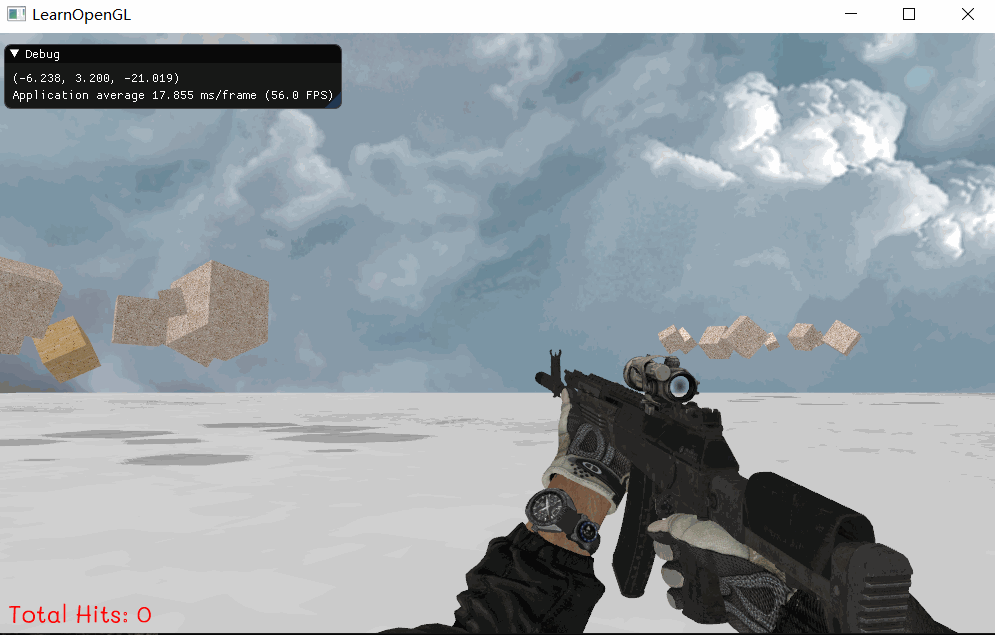 LearnOpenGL
Debug
(-6.238, 3.200, -21.019)
Application average 17.855 ms/frame (56.0 FPS)
Total Hits: 0